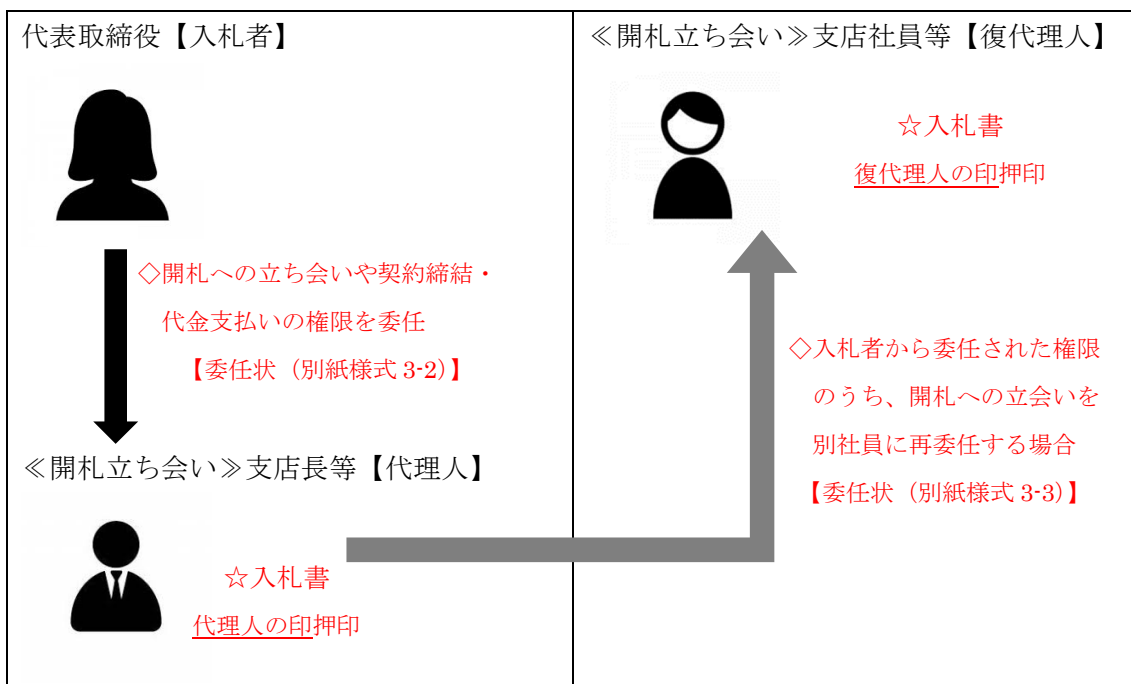 代表取締役【入札者】
◇開札への立ち会いや契約締結・
代金支払いの権限を委任
【委任状（別紙様式 3-2)】
≪開札立ち会い≫支店長等【代理人】
☆入札書
代理人の印押印
≪開札立ち会い≫支店社員等【復代理人】
☆入札書
復代理人の印押印
◇入札者から委任された権限
のうち、開札への立会いを
別社員に再委任する場合
【委任状（別紙様式 3-3)】